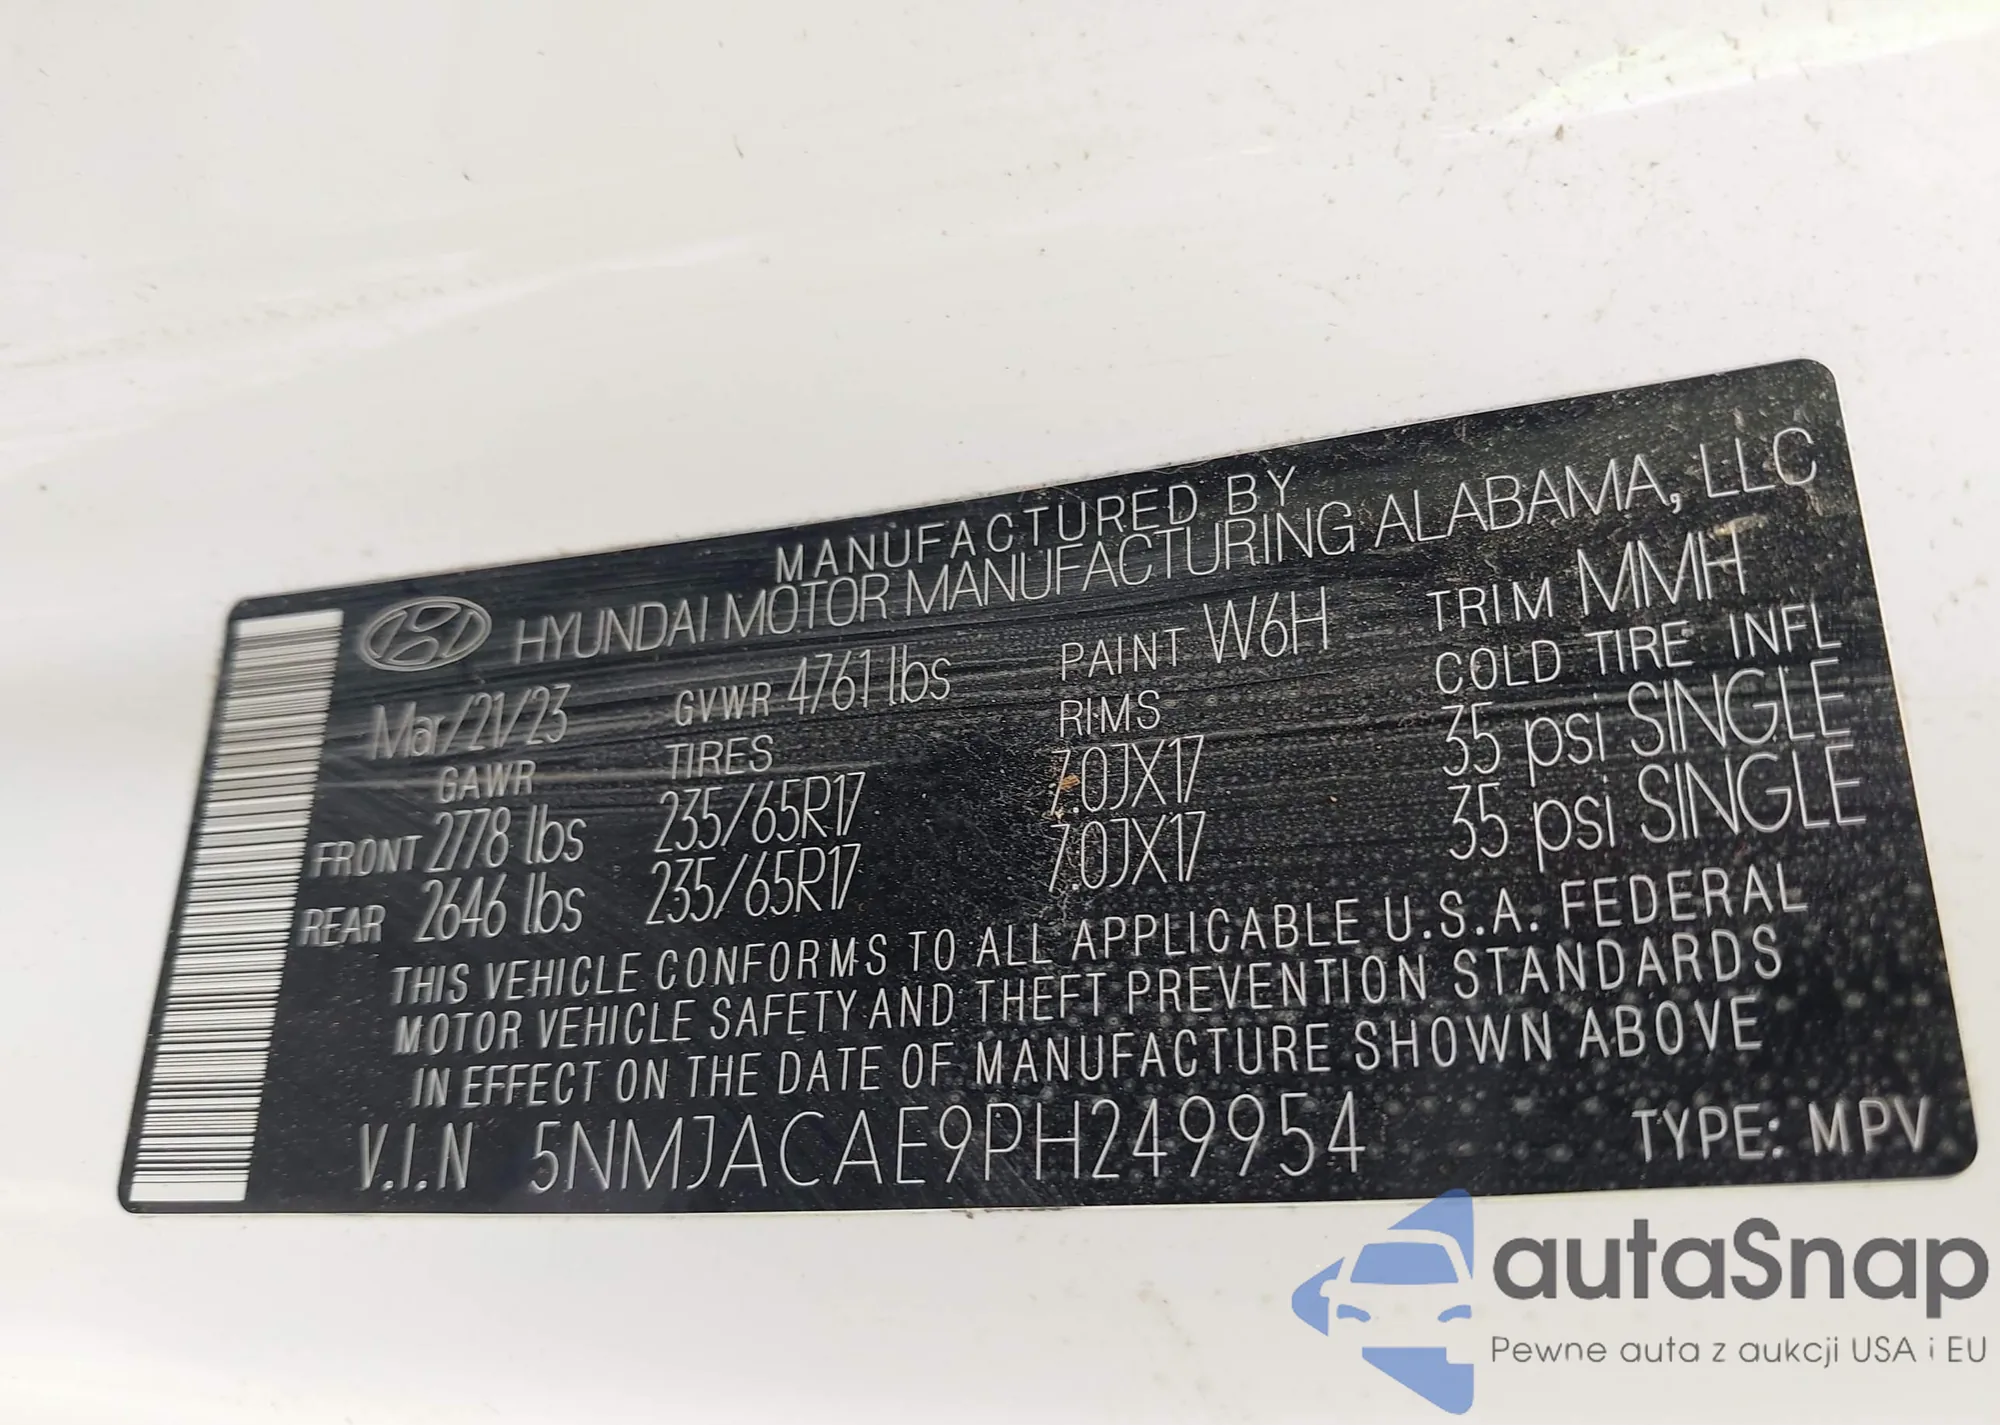 MANUFACTURED BY
HYUNDAI MOTOR MANUFACTURING ALABAMA, LLC
Mar/21/23 GVWR 4761 lbs PAINT W6H TRIM MMH
GAWR TIRES RIMS COLD TIRE INFL
FRONT 2778 lbs 235/65R17 7.0JX17 35 psi SINGLE
REAR 2646 lbs 235/65R17 7.0JX17 35 psi SINGLE
THIS VEHICLE CONFORMS TO ALL APPLICABLE U.S.A. FEDERAL
MOTOR VEHICLE SAFETY AND THEFT PREVENTION STANDARDS
IN EFFECT ON THE DATE OF MANUFACTURE SHOWN ABOVE
V.I.N 5NMJACAE9PH249954 TYPE: MPV
autaSnap
Pewne auta z aukcji USA i EU